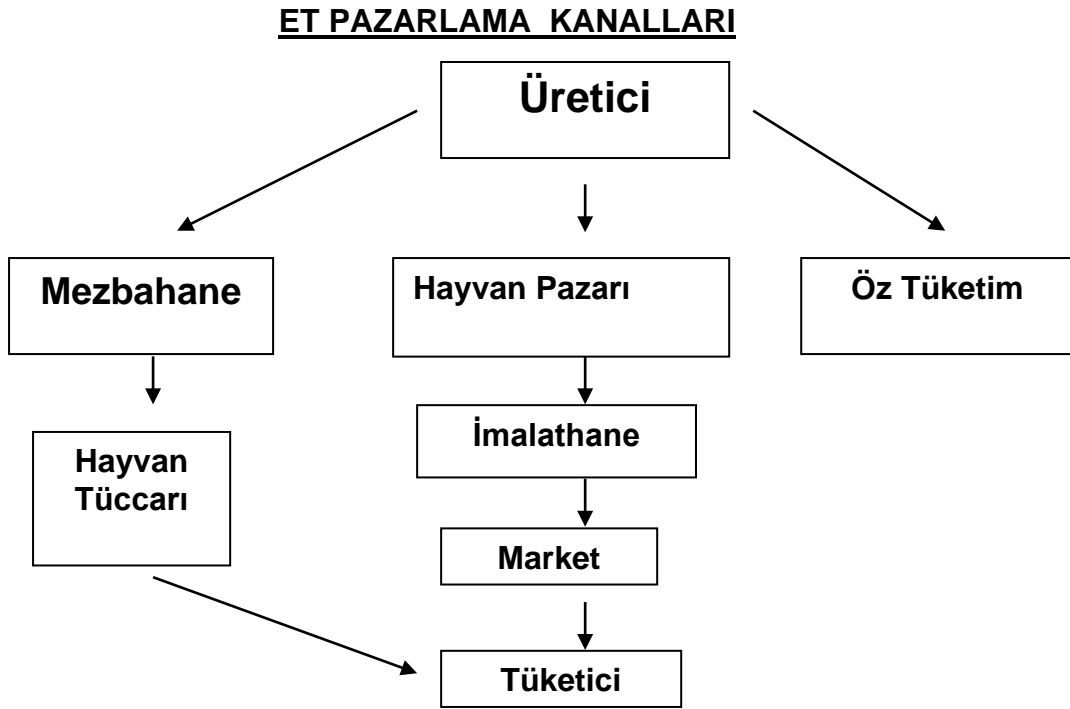 ET PAZARLAMA KANALLARI
Üretici
Mezbahane
Hayvan Pazarı
Öz Tüketim
İmalathane
Hayvan
Tüccarı
Market
Tüketici